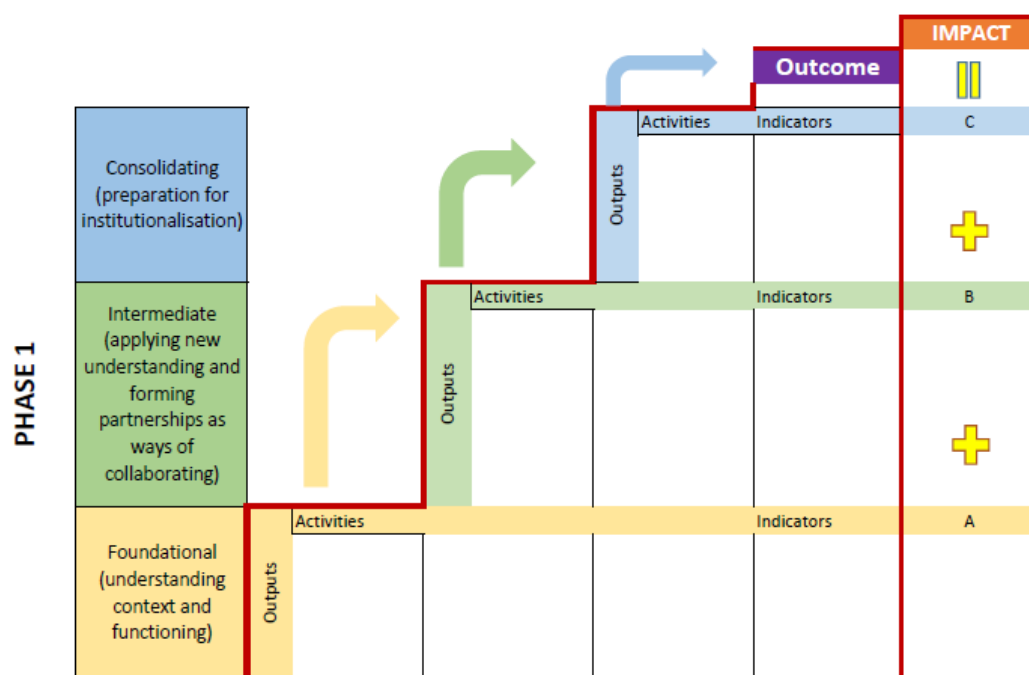 IMPACT
Outcome
Activities Indicators C
Consolidating
(preparation for
institutionalisation)
Outputs
Activities Indicators B
Intermediate
(applying new
understanding and
forming
partnerships as
ways of
collaborating)
Outputs
PHASE 1
Activities Indicators A
Foundational
(understanding
context and
functioning)
Outputs